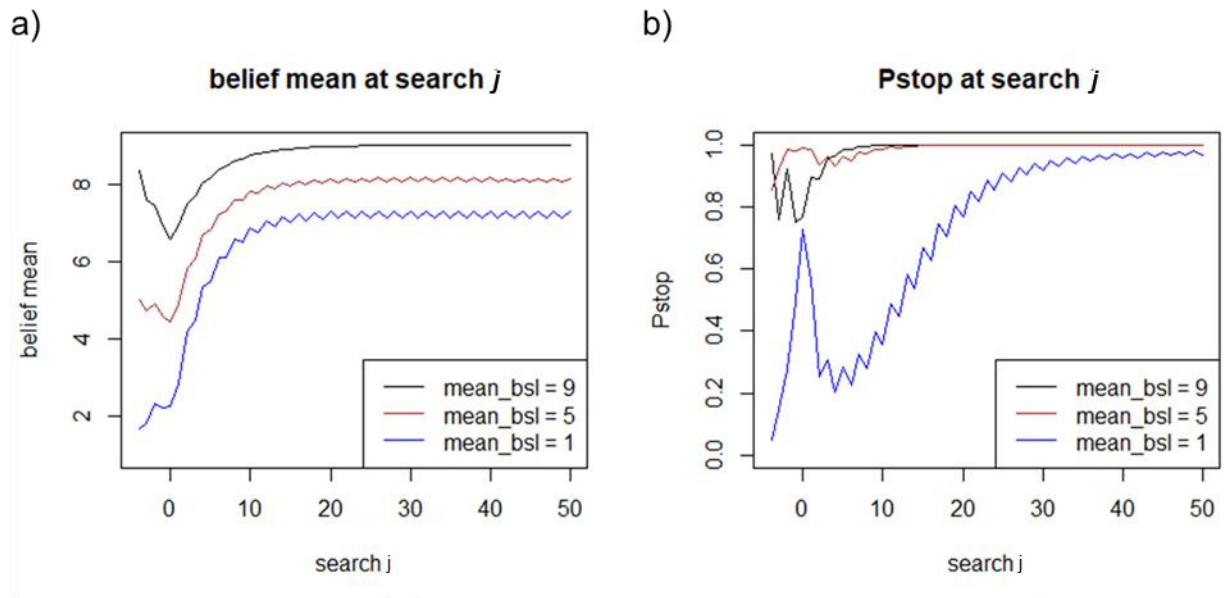 a)
belief mean at search j
belief mean
8
6
4
2
0
10
20
30
40
50
search j
mean_bsl = 9
mean_bsl = 5
mean_bsl = 1
b)
Pstop at search j
Pstop
1.0
0.8
0.6
0.4
0.2
0.0
0
10
20
30
40
50
search j
mean_bsl = 9
mean_bsl = 5
mean_bsl = 1